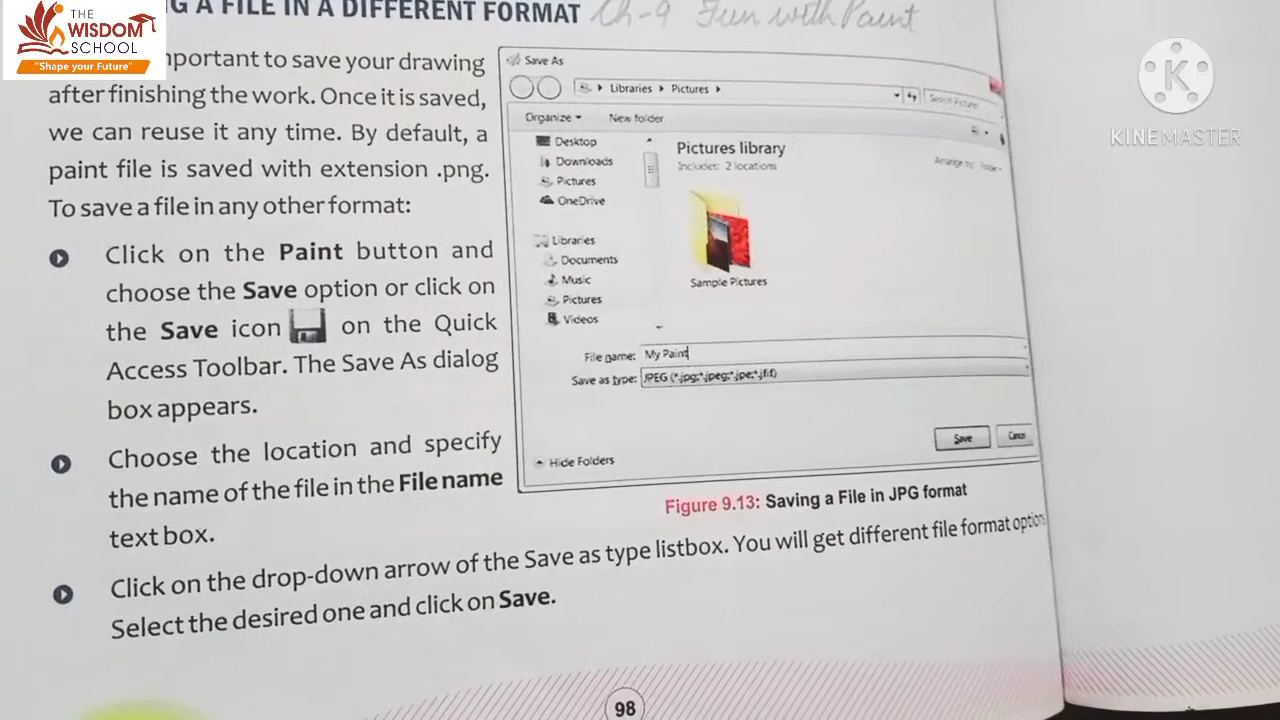 THE
WISDOM
SCHOOL
"Shape your Future"
G A FILE IN A DIFFERENT FORMAT Ch-9 Fun with Paint
KINEMASTER
mportant to save your drawing
after finishing the work. Once it is saved,
we can reuse it any time. By default, a
paint file is saved with extension .png.
To save a file in any other format:
Click on the Paint button and
choose the Save option or click on
the Save icon on the Quick
Access Toolbar. The Save As dialog
box appears.
Choose the location and specify
the name of the file in the File name
text box.
Click on the drop-down arrow of the Save as type listbox. You will get different file format option
Select the desired one and click on Save.
Save As
Libraries Pictures
Search Pictures
Organize New folder
Desktop
Downloads
Pictures
OneDrive
Libraries
Documents
Music
Pictures
Videos
Pictures library
Includes: 2 locations
Arrange by: Folder
Sample Pictures
File name: My Paint
Save as type: JPEG (*.jpg;*.jpeg;*.jpe;*.jfif)
Hide Folders
Save Cancel
Figure 9.13: Saving a File in JPG format
98